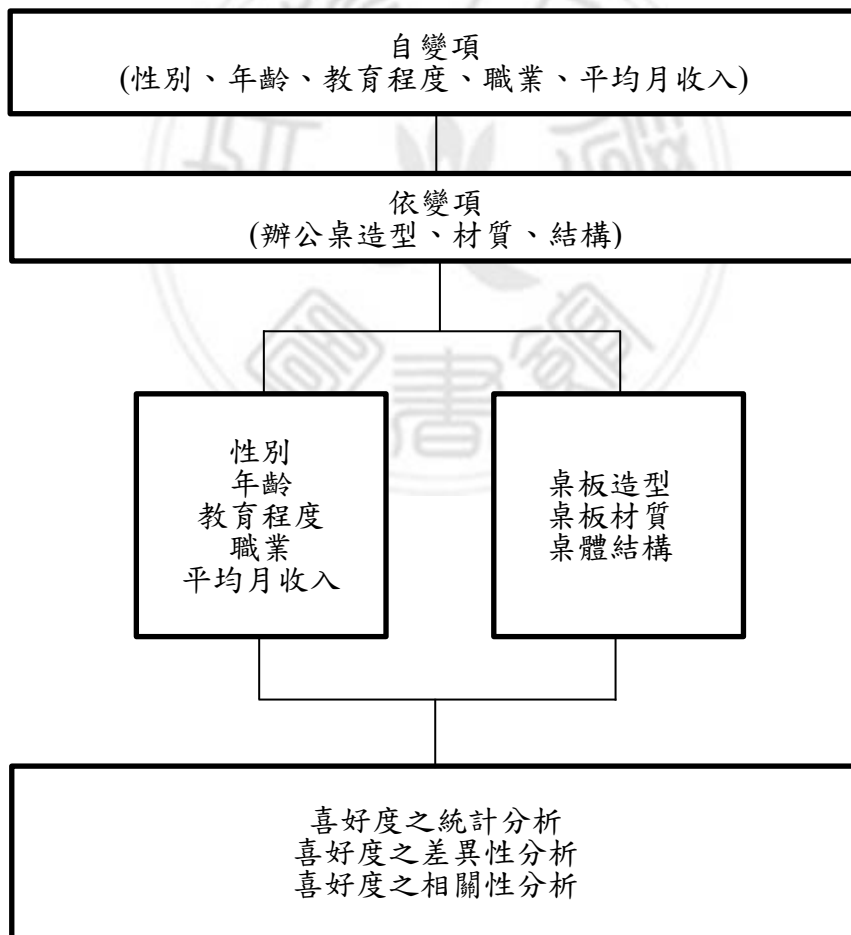 自變項
(性別、年齡、教育程度、職業、平均月收入)
依變項
(辦公桌造型、材質、結構)
性別
年齡
教育程度
職業
平均月收入
桌板造型
桌板材質
桌體結構
喜好度之統計分析
喜好度之差異性分析
喜好度之相關性分析
書